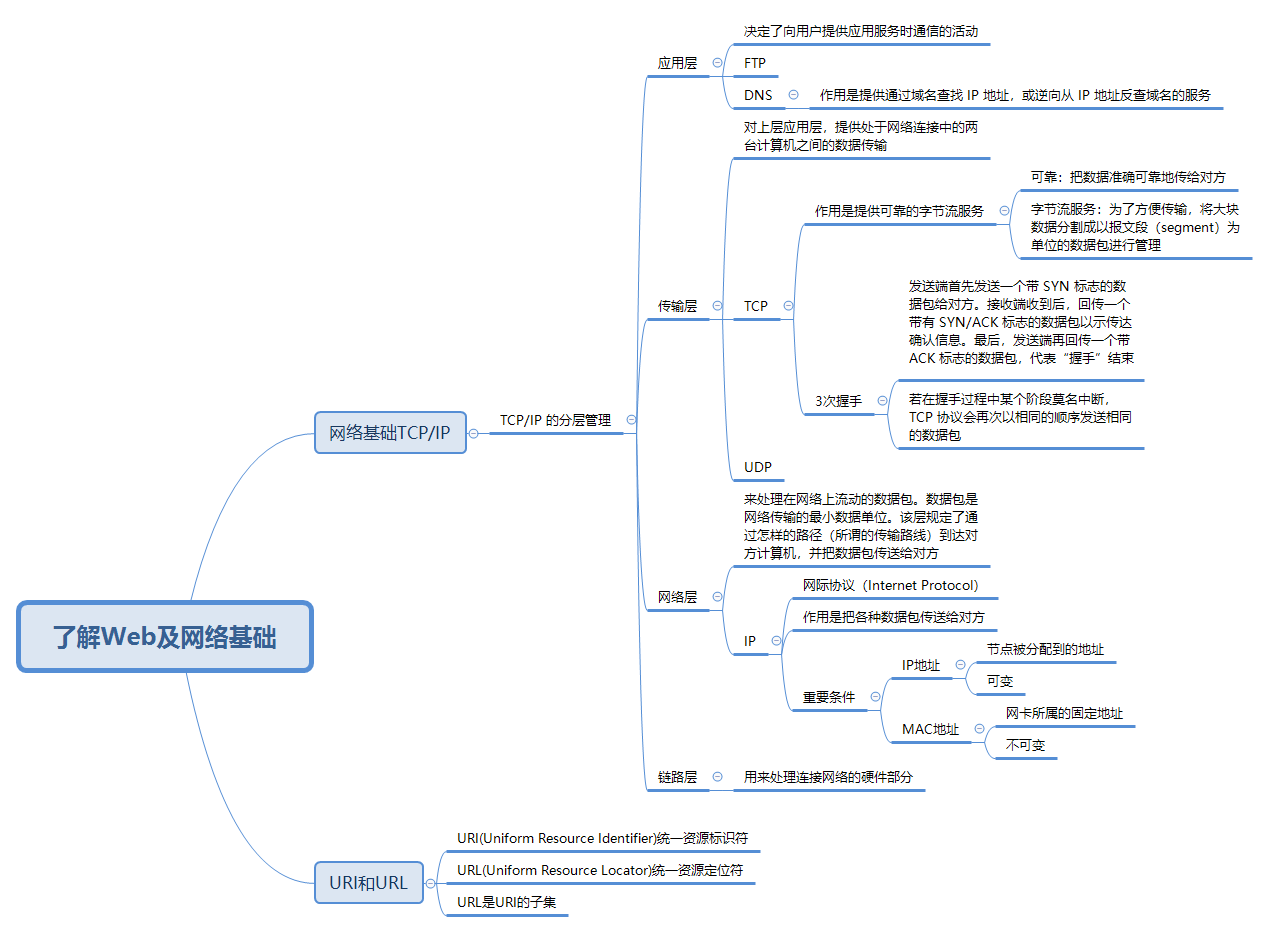 了解Web及网络基础
网络基础TCP/IP
TCP/IP 的分层管理
应用层
决定了向用户提供应用服务时通信的活动
FTP
DNS
作用是提供通过域名查找 IP 地址，或逆向从 IP 地址反查域名的服务
传输层
对上层应用层，提供处于网络连接中的两
台计算机之间的数据传输
TCP
作用是提供可靠的字节流服务
可靠：把数据准确可靠地传给对方
字节流服务：为了方便传输，将大块
数据分割成以报文段（segment）为
单位的数据包进行管理
3次握手
发送端首先发送一个带 SYN 标志的数
据包给对方。接收端收到后，回传一个
带有 SYN/ACK 标志的数据包以示传达
确认信息。最后，发送端再回传一个带
ACK 标志的数据包，代表“握手”结束
若在握手过程中某个阶段莫名中断，
TCP 协议会再次以相同的顺序发送相同
的数据包
UDP
网络层
来处理在网络上流动的数据包。数据包是
网络传输的最小数据单位。该层规定了通
过怎样的路径（所谓的传输路线）到达对
方计算机，并把数据包传送给对方
IP
网际协议（Internet Protocol）
作用是把各种数据包传送给对方
重要条件
IP地址
节点被分配到的地址
可变
MAC地址
网卡所属的固定地址
不可变
链路层
用来处理连接网络的硬件部分
URI和URL
URI(Uniform Resource Identifier)统一资源标识符
URL(Uniform Resource Locator)统一资源定位符
URL是URI的子集